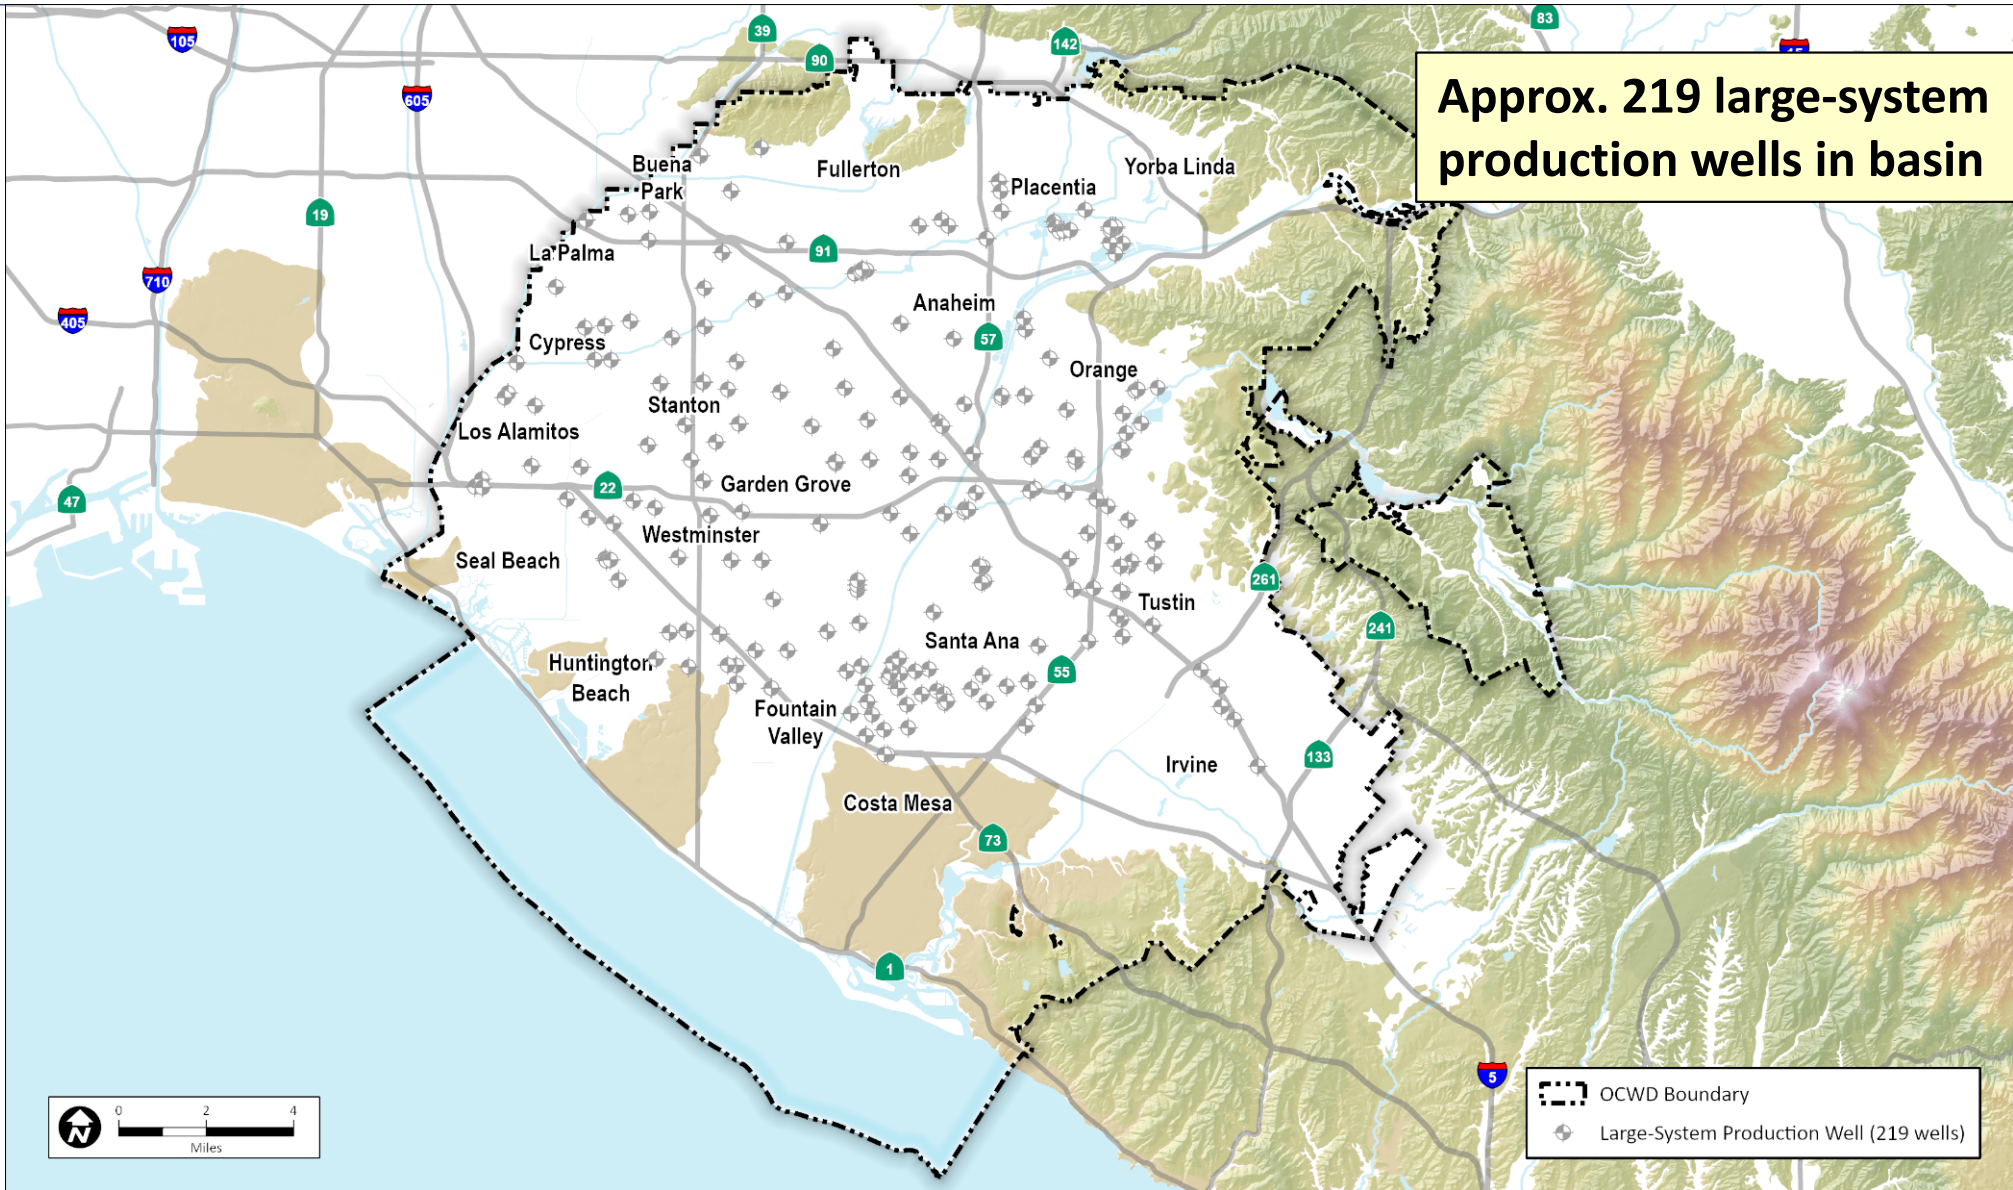 105
39
90
142
83
15
605
Approx. 219 large-system
production wells in basin
Buena
Park
Fullerton
Placentia
Yorba Linda
19
La Palma
91
710
405
Anaheim
Cypress
57
Orange
Stanton
Los Alamitos
47
22
Garden Grove
Westminster
Seal Beach
261
Tustin
241
Santa Ana
55
Huntington
Beach
Fountain
Valley
Irvine
133
Costa Mesa
73
1
5
N
0 2 4
Miles
OCWD Boundary
Large-System Production Well (219 wells)